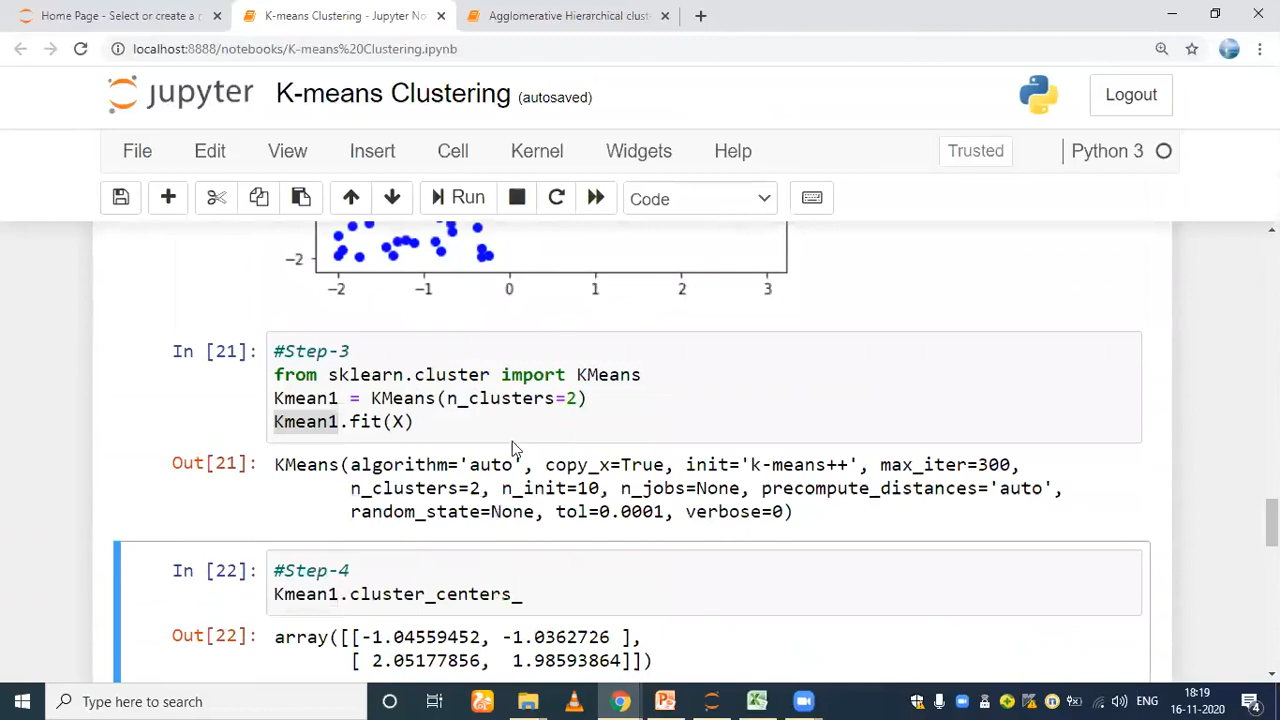 Home Page - Select or create a
K-means Clustering - Jupyter No
Agglomerative Hierarchical clust
localhost:8888/notebooks/K-means%20Clustering.ipynb
jupyter K-means Clustering (autosaved)
Logout
File Edit View Insert Cell Kernel Widgets Help
Trusted
Python 3
Run
Code
−2
−2 −1 0 1 2 3
In [21]: #Step-3
from sklearn.cluster import KMeans
Kmean1 = KMeans(n_clusters=2)
Kmean1.fit(X)
Out[21]: KMeans(algorithm='auto', copy_x=True, init='k-means++', max_iter=300,
n_clusters=2, n_init=10, n_jobs=None, precompute_distances='auto',
random_state=None, tol=0.0001, verbose=0)
In [22]: #Step-4
Kmean1.cluster_centers_
Out[22]: array([[-1.04559452, -1.0362726 ],
[ 2.05177856, 1.98593864]])
Type here to search
ENG
18:19
16-11-2020
4